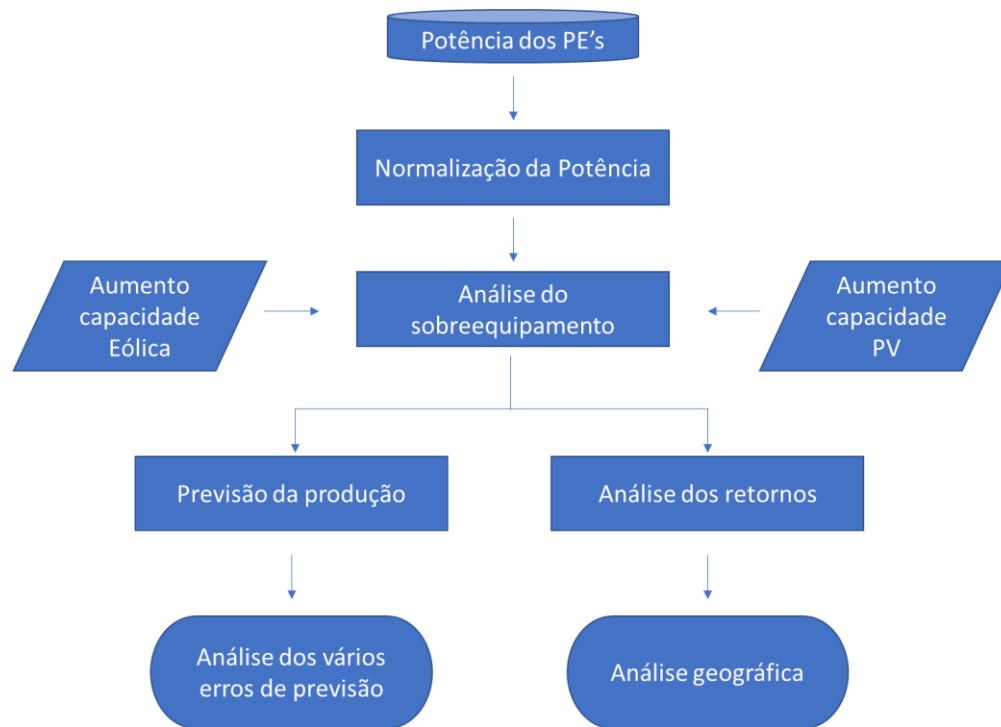 Potência dos PE’s
Normalização da Potência
Aumento
capacidade
Eólica
Análise do
sobreequipamento
Aumento
capacidade
PV
Previsão da produção
Análise dos retornos
Análise dos vários
erros de previsão
Análise geográfica